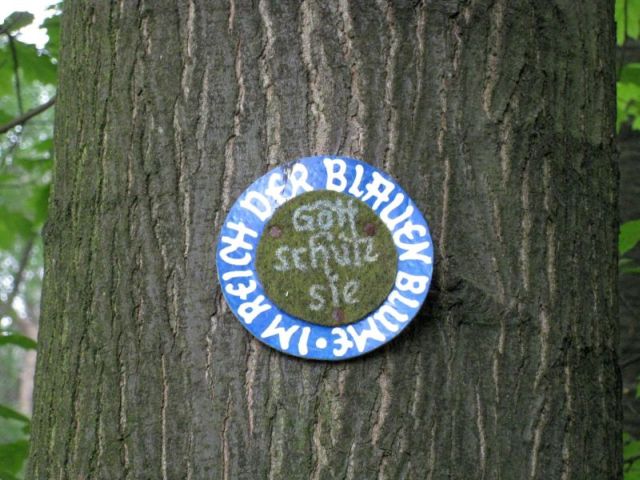 IM REICH DER BLAUEN BLUME •
Gott
schütz
sie